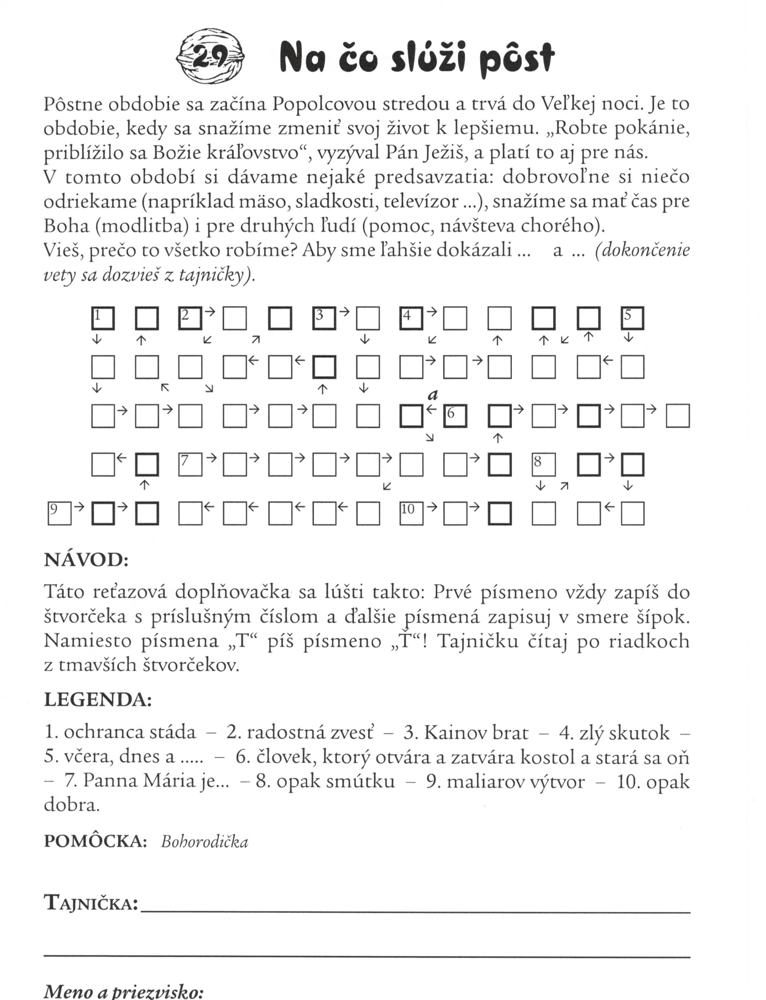 29 Na čo slúži pôst
Pôstne obdobie sa začína Popolcovou stredou a trvá do Veľkej noci. Je to
obdobie, kedy sa snažíme zmeniť svoj život k lepšiemu. „Robte pokánie,
priblížilo sa Božie kráľovstvo“, vyzýval Pán Ježiš, a platí to aj pre nás.
V tomto období si dávame nejaké predsavzatia: dobrovoľne si niečo
odriekame (napríklad mäso, sladkosti, televízor ...), snažíme sa mať čas pre
Boha (modlitba) i pre druhých ľudí (pomoc, návšteva chorého).
Vieš, prečo to všetko robíme? Aby sme ľahšie dokázali ... a ... (dokončenie
vety sa dozvieš z tajničky).
1 2 3 4 5
a
6
7 8
9 10
NÁVOD:
Táto reťazová doplňovačka sa lúšti takto: Prvé písmeno vždy zapíš do
štvorčeka s príslušným číslom a ďalšie písmená zapisuj v smere šípok.
Namiesto písmena „T“ píš písmeno „Ť“! Tajničku čítaj po riadkoch
z tmavších štvorčekov.
LEGENDA:
1. ochranca stáda – 2. radostná zvesť – 3. Kainov brat – 4. zlý skutok –
5. včera, dnes a ..... – 6. človek, ktorý otvára a zatvára kostol a stará sa oň
– 7. Panna Mária je... – 8. opak smútku – 9. maliarov výtvor – 10. opak
dobra.
POMÔCKA: Bohorodička
TAJNIČKA:
Meno a priezvisko: